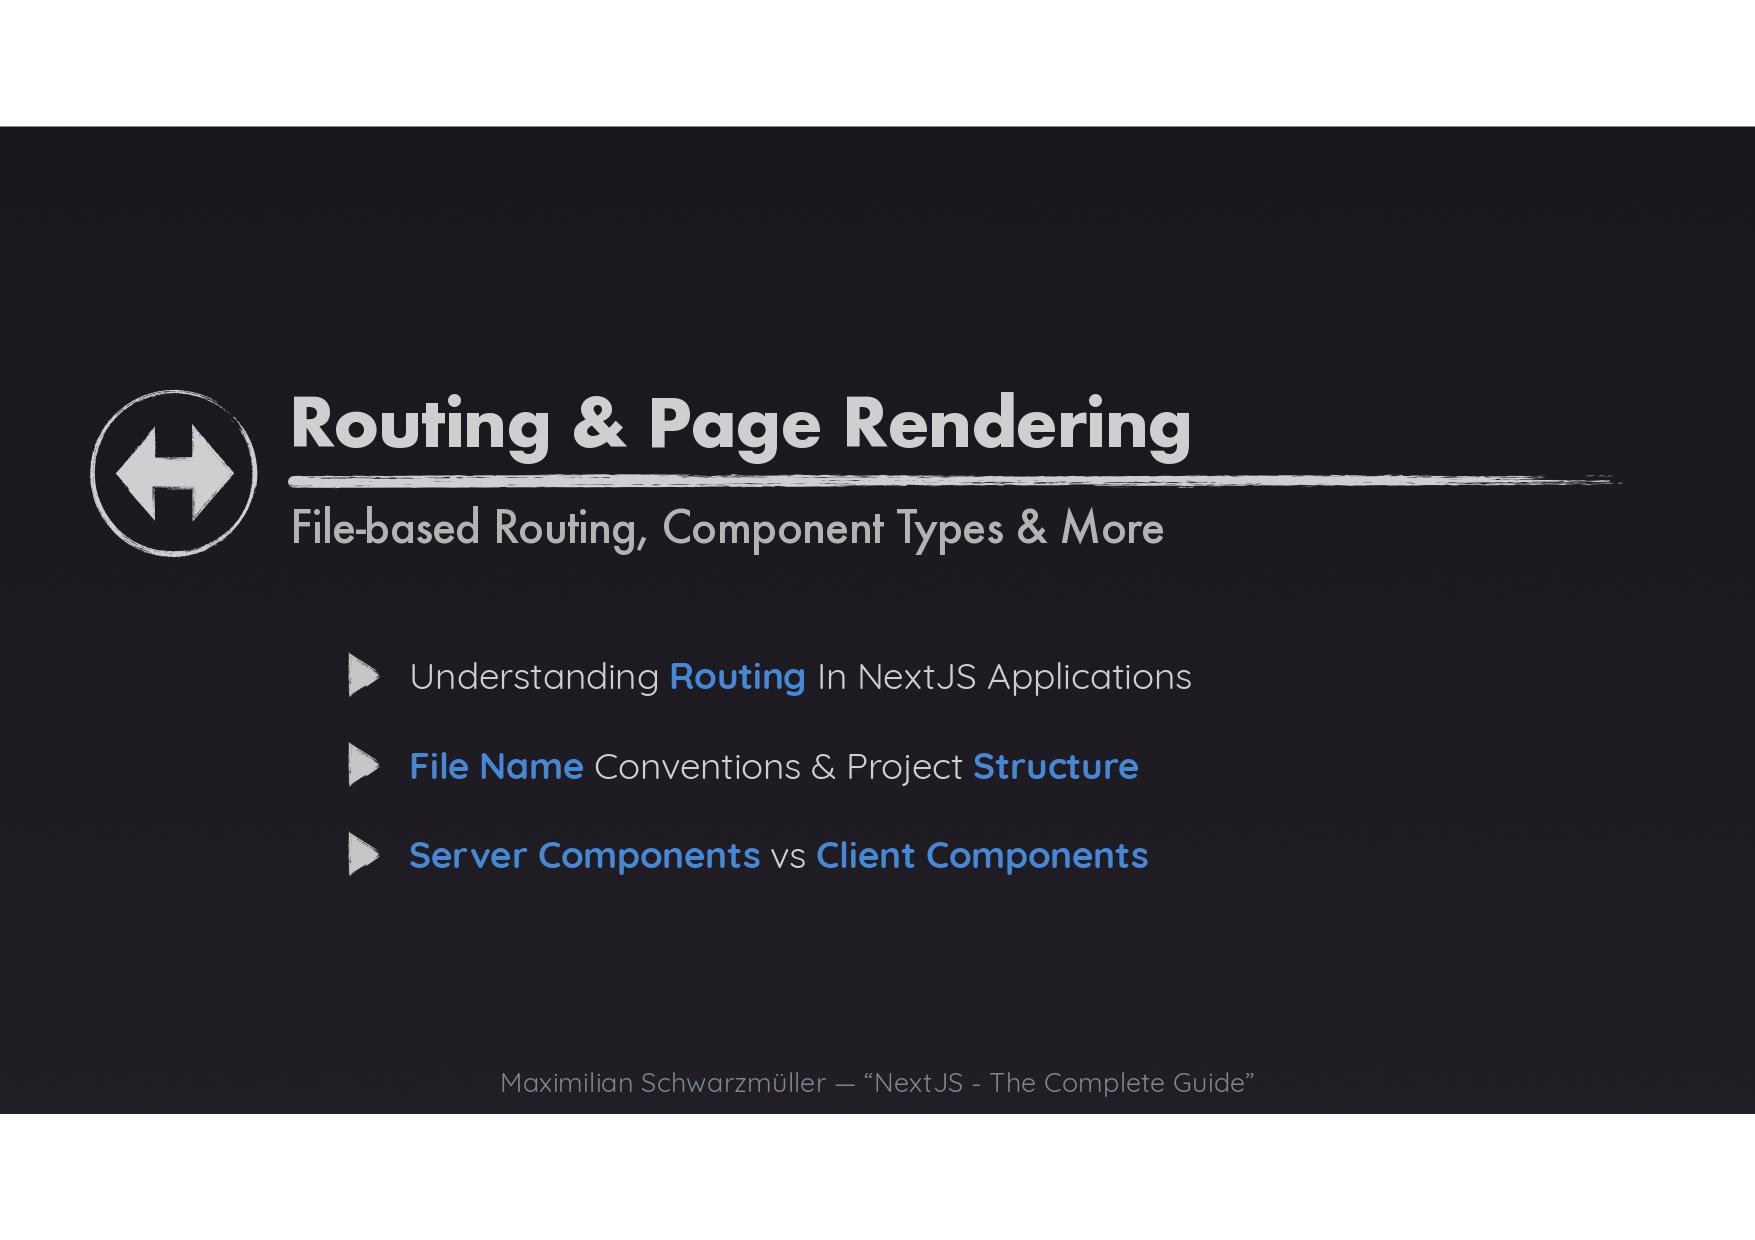 Routing & Page Rendering
File-based Routing, Component Types & More
Understanding Routing In NextJS Applications
File Name Conventions & Project Structure
Server Components vs Client Components
Maximilian Schwarzmüller — “NextJS - The Complete Guide”